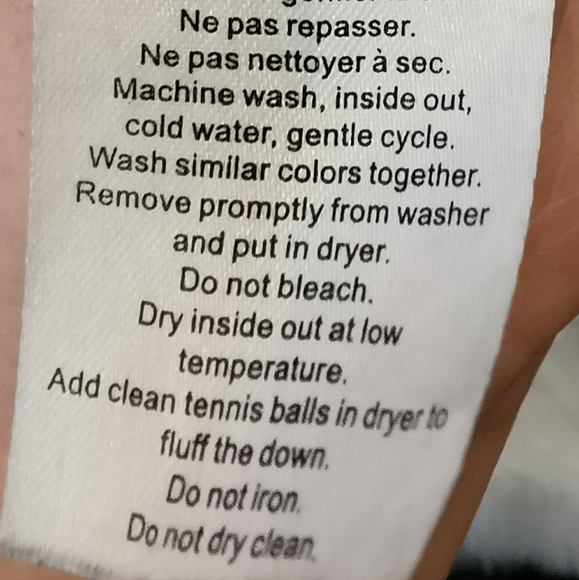 Ne pas repasser.
Ne pas nettoyer à sec.
Machine wash, inside out,
cold water, gentle cycle.
Wash similar colors together.
Remove promptly from washer
and put in dryer.
Do not bleach.
Dry inside out at low
temperature.
Add clean tennis balls in dryer to
fluff the down.
Do not iron.
Do not dry clean.